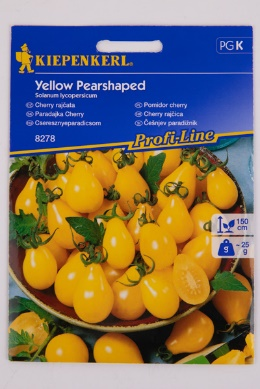 KIEPENKERL®
PG K
Yellow Pearshaped
Solanum lycopersicum
Cherry rajčata
Pomidor cherry
Paradajka Cherry
Cherry rajčica
Cseresznyeparadicsom
Češnjev paradižnik
8278
Profi-Line
150
cm
g
~25
g